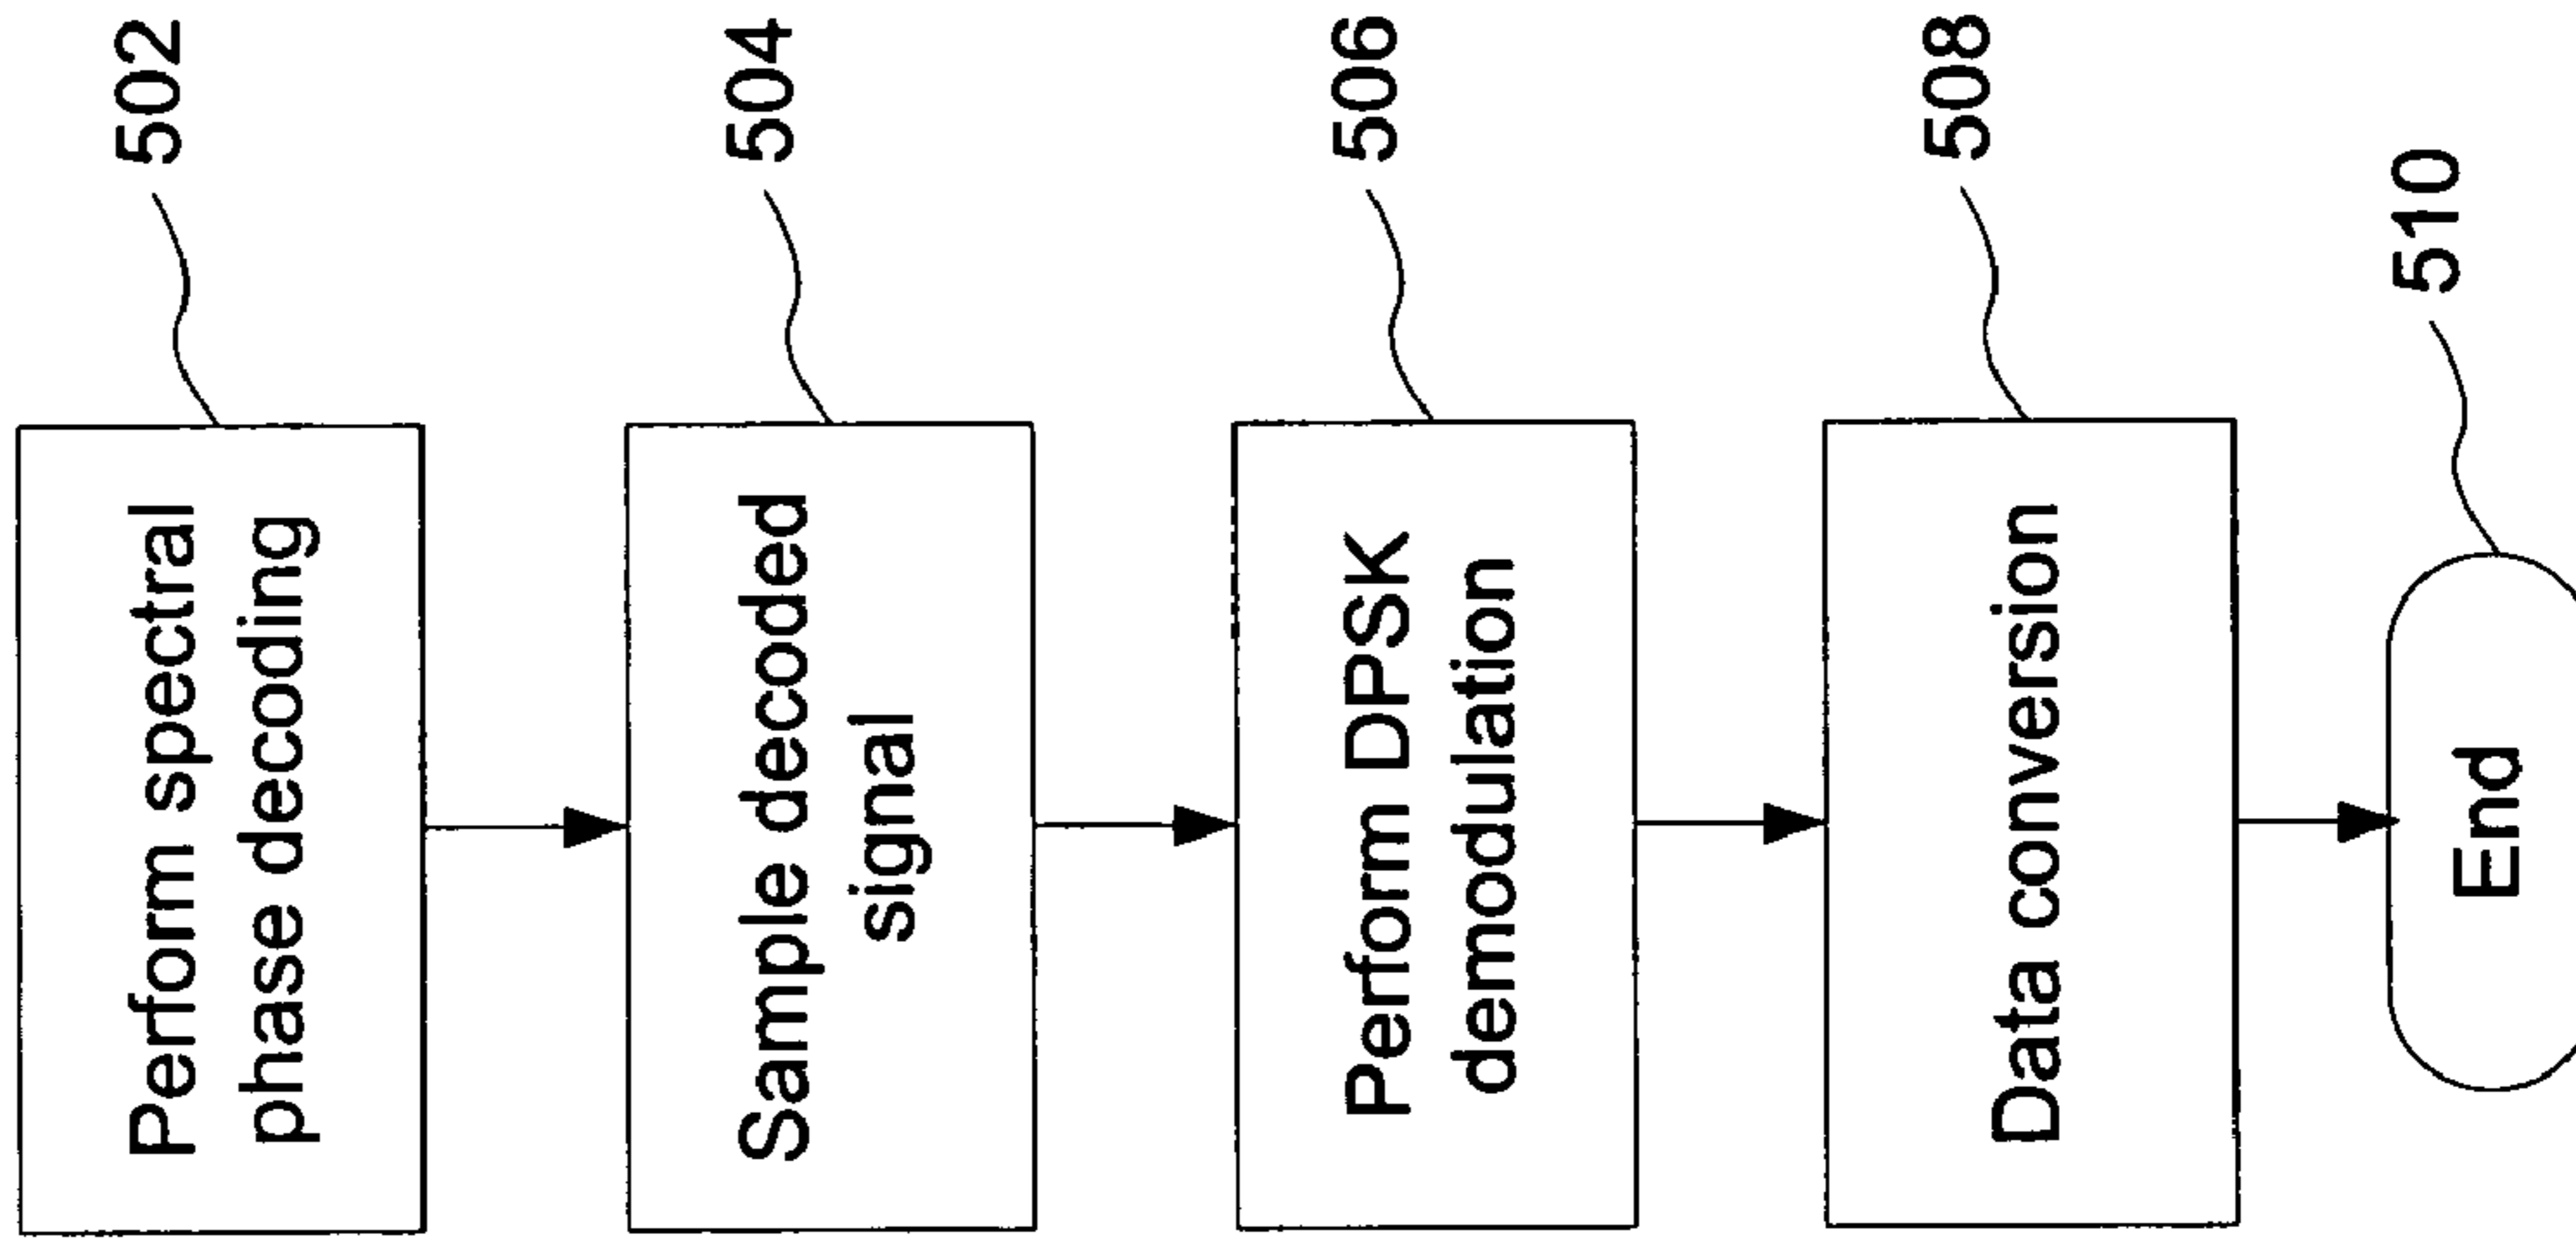 Perform spectral
phase decoding
502
Sample decoded
signal
504
Perform DPSK
demodulation
506
Data conversion
508
End
510